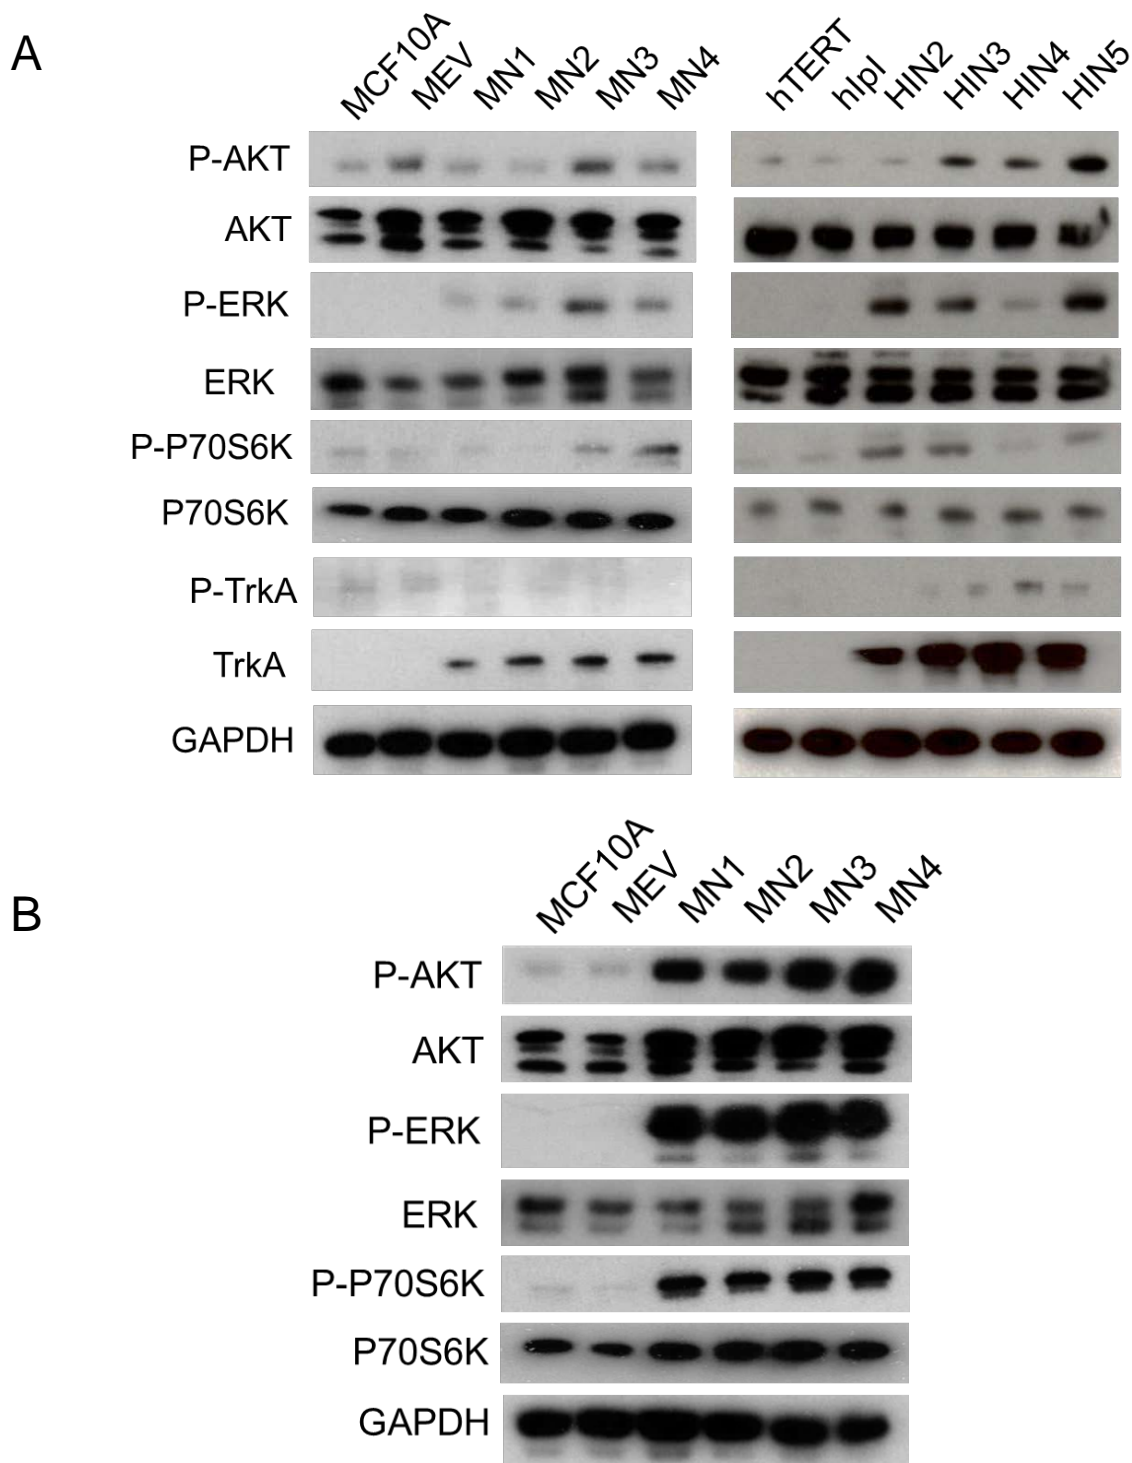 A
MCF10A MEV MN1 MN2 MN3 MN4 hTERT hIpI HIN2 HIN3 HIN4 HIN5
P-AKT
AKT
P-ERK
ERK
P-P70S6K
P70S6K
P-TrkA
TrkA
GAPDH
B
MCF10A MEV MN1 MN2 MN3 MN4
P-AKT
AKT
P-ERK
ERK
P-P70S6K
P70S6K
GAPDH